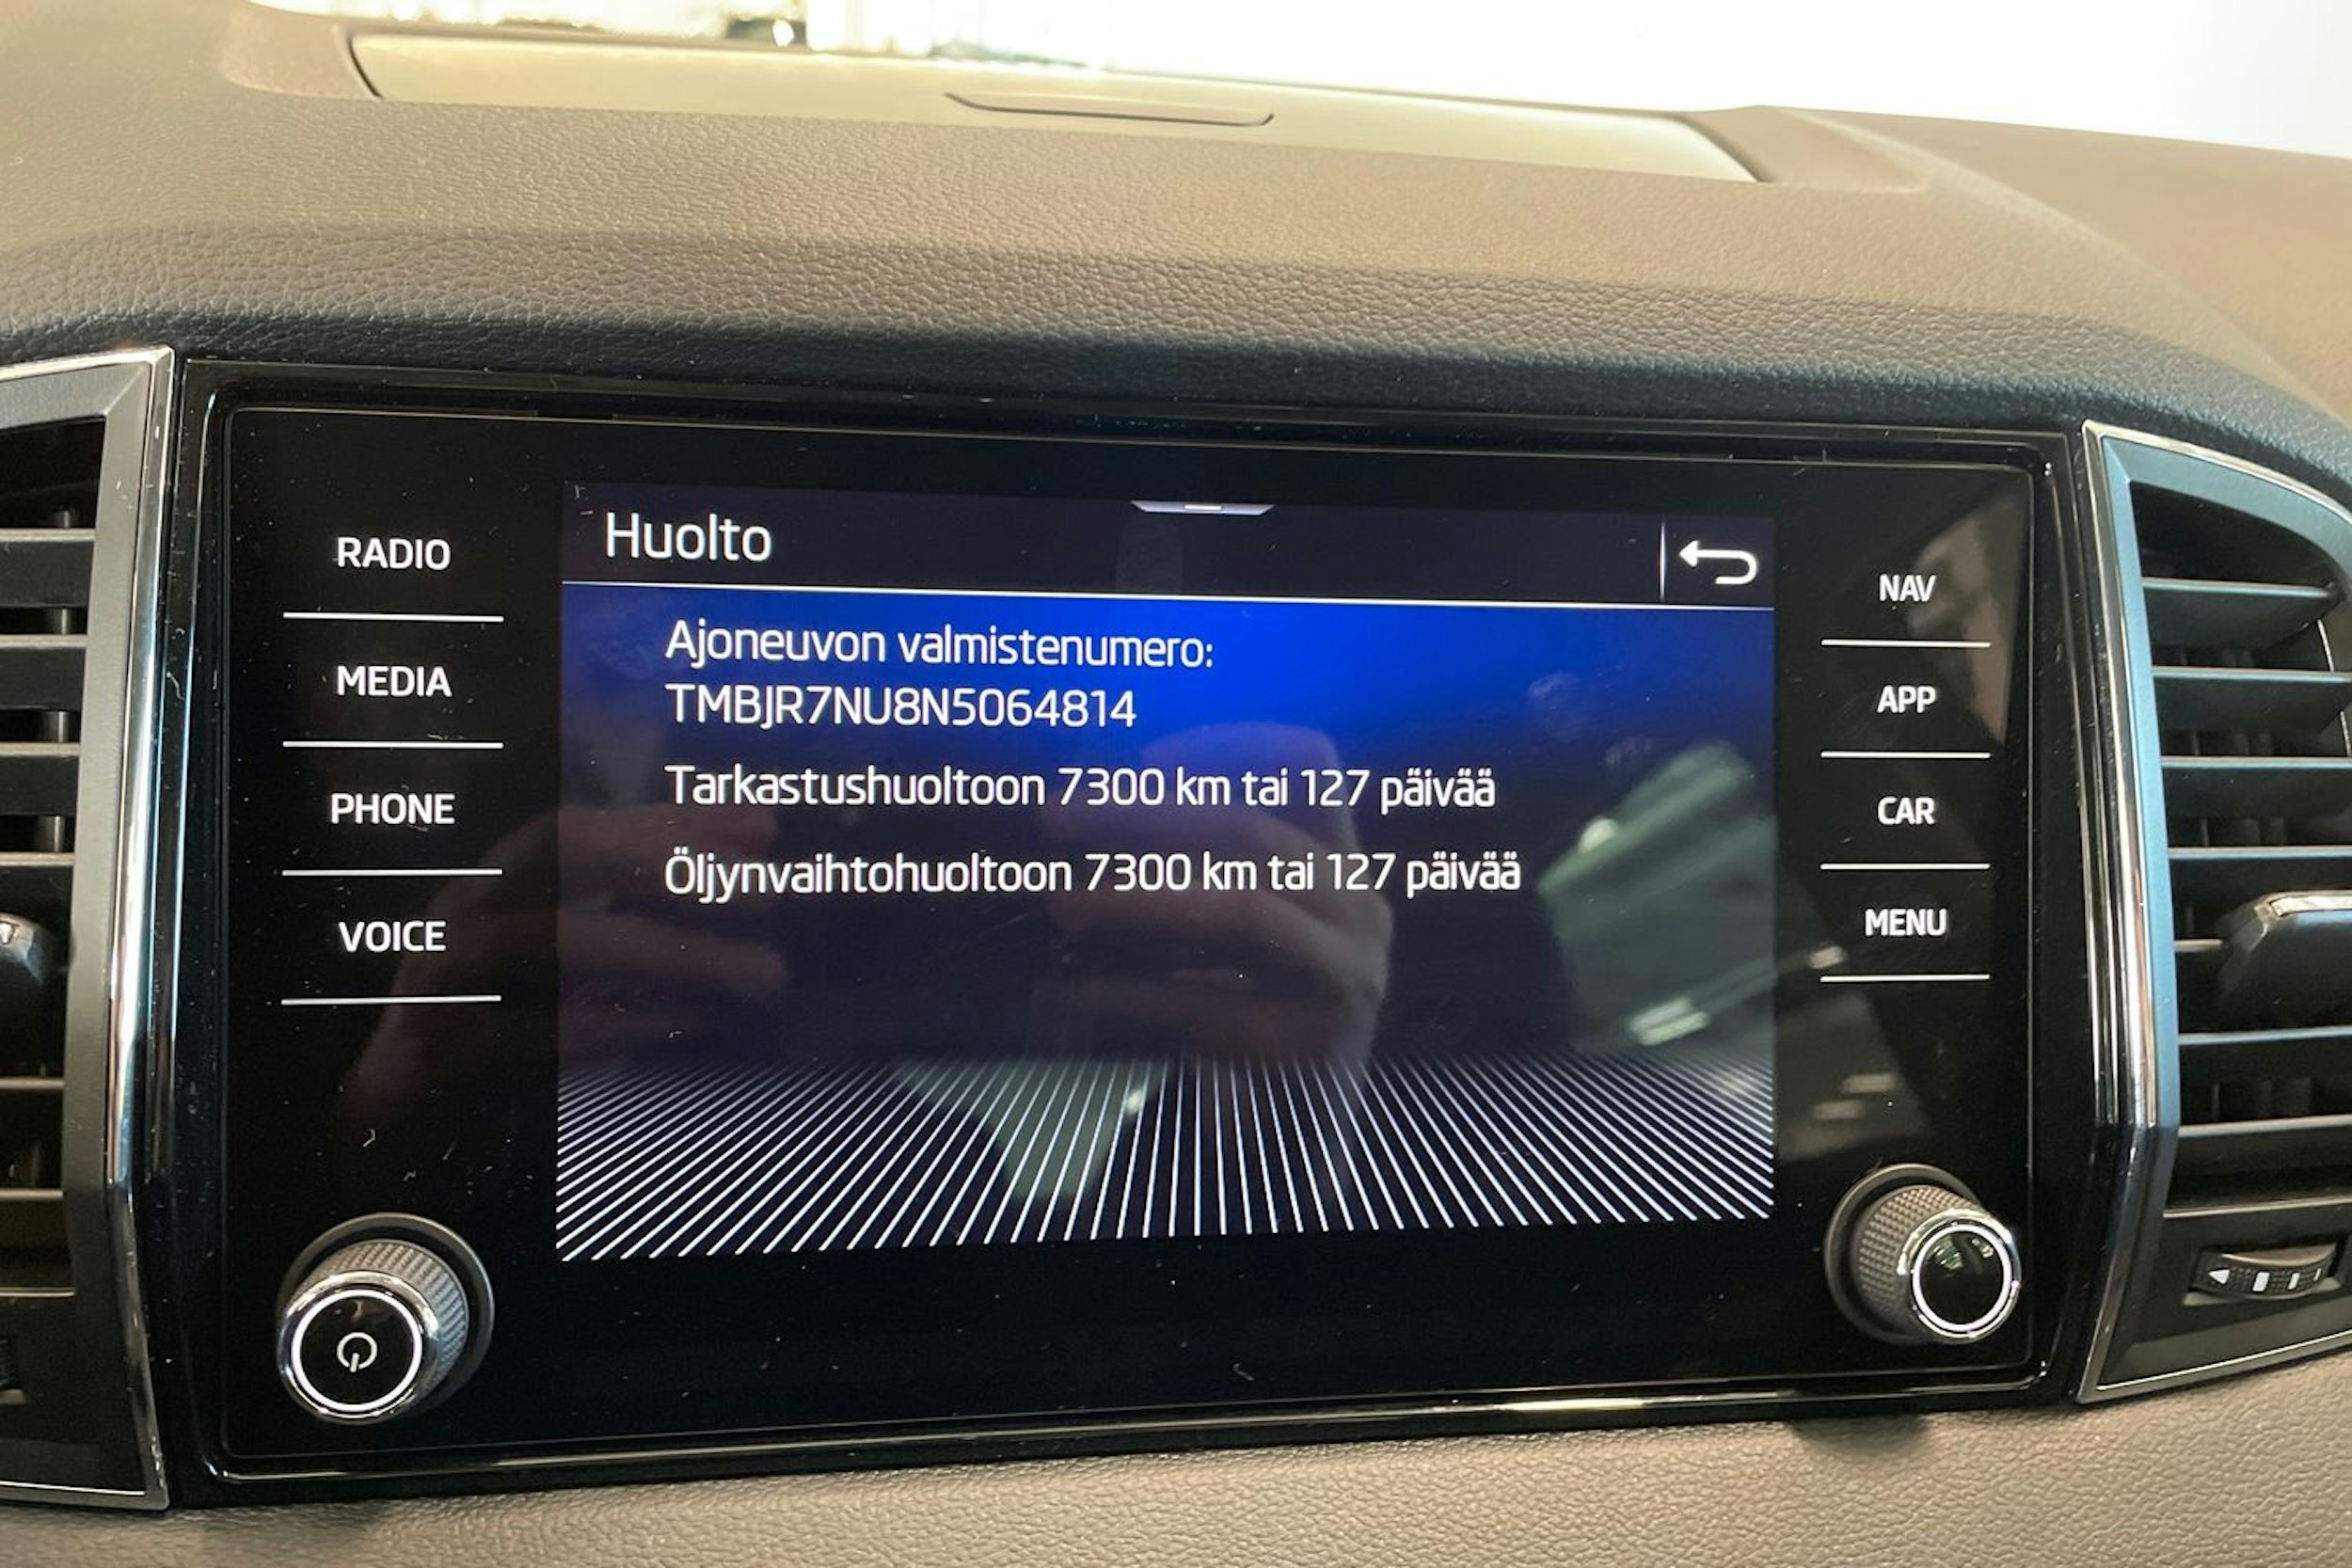 Huolto
Ajoneuvon valmistenumero:
TMBJR7NU8N5064814
Tarkastushuoltoon 7300 km tai 127 päivää
Öljynvaihtohuoltoon 7300 km tai 127 päivää
RADIO
MEDIA
PHONE
VOICE
NAV
APP
CAR
MENU